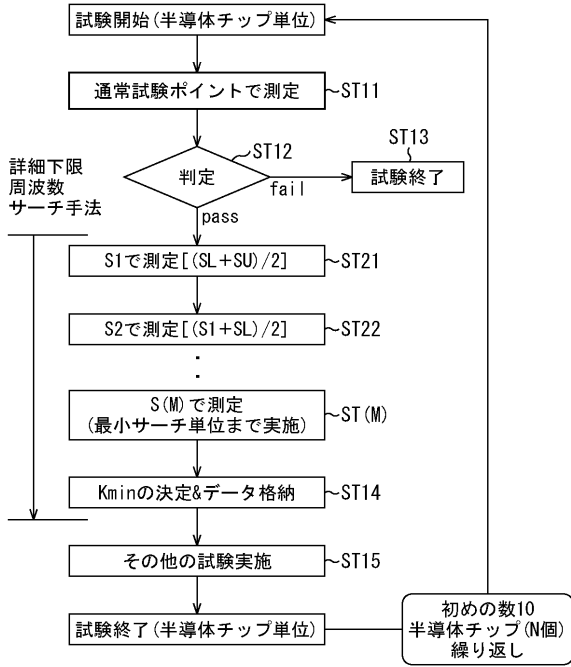 試験開始(半導体チップ単位)
通常試験ポイントで測定
ST11
ST12
ST13
判定
試験終了
fail
pass
詳細下限
周波数
サーチ手法
S1で測定[(SL+SU)/2]
ST21
S2で測定[(S1+SL)/2]
ST22
S(M)で測定
(最小サーチ単位まで実施)
ST(M)
Kminの決定&データ格納
ST14
その他の試験実施
ST15
試験終了(半導体チップ単位)
初めの数10
半導体チップ(N個)
繰り返し